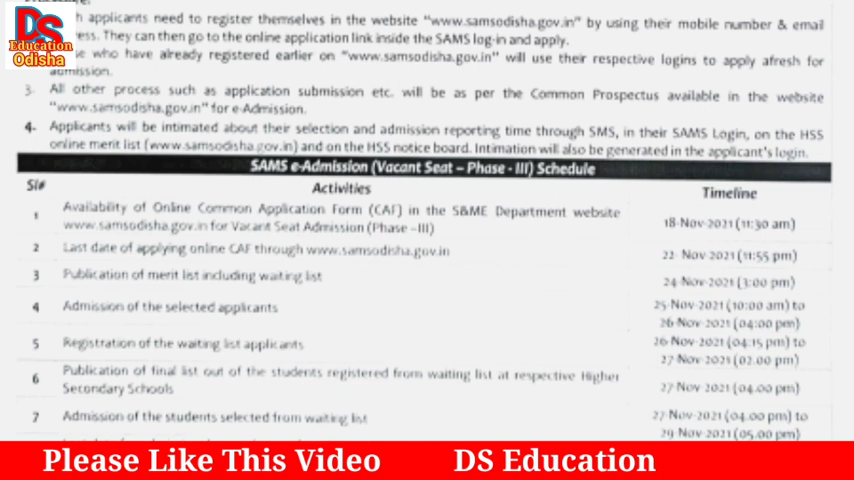 h applicants need to register themselves in the website "www.samsodisha.gov.in" by using their mobile number & email
ress. They can then go to the online application link inside the SAMS log-in and apply.
e who have already registered earlier on "www.samsodisha.gov.in" will use their respective logins to apply afresh for
admission.
3. All other process such as application submission etc. will be as per the Common Prospectus available in the website
"www.samsodisha.gov.in" for e-Admission.
4. Applicants will be intimated about their selection and admission reporting time through SMS, in their SAMS Login, on the HSS
online merit list (www.samsodisha.gov.in) and on the HSS notice board. Intimation will also be generated in the applicant's login.
DS
Education
Odisha
SAMS e-Admission (Vacant Seat – Phase - III) Schedule
Sl# Activities Timeline
1 Availability of Online Common Application Form (CAF) in the S&ME Department website
www.samsodisha.gov.in for Vacant Seat Admission (Phase –III) 18-Nov-2021 (11:30 am)
2 Last date of applying online CAF through www.samsodisha.gov.in 22- Nov-2021 (11:55 pm)
3 Publication of merit list including waiting list 24-Nov-2021 (3:00 pm)
4 Admission of the selected applicants 25-Nov-2021 (10:00 am) to
26-Nov-2021 (04:00 pm)
5 Registration of the waiting list applicants 26-Nov-2021 (04:15 pm) to
27-Nov-2021 (02.00 pm)
6 Publication of final list out of the students registered from waiting list at respective Higher
Secondary Schools 27-Nov-2021 (04.00 pm)
7 Admission of the students selected from waiting list 27-Nov-2021 (04.00 pm) to
29-Nov-2021 (05.00 pm)
Please Like This Video DS Education